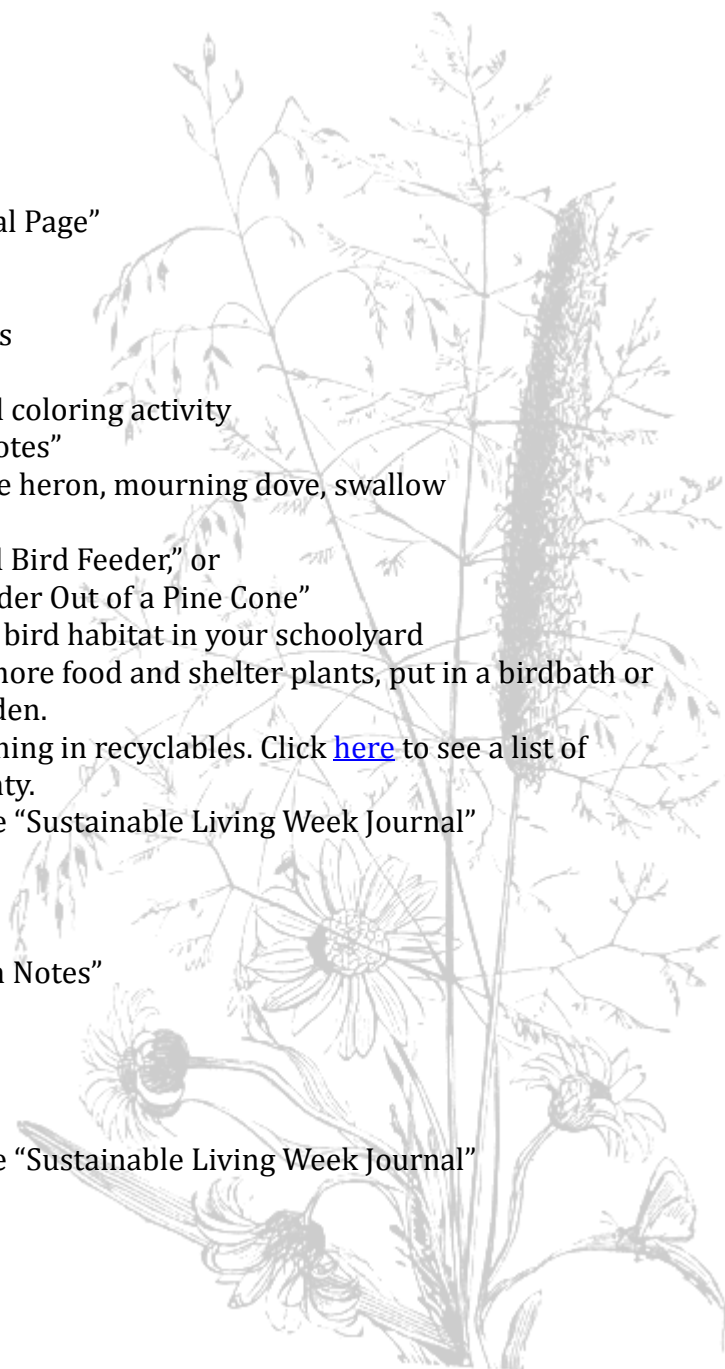 al Page”
s
l coloring activity
otes”
e heron, mourning dove, swallow
l Bird Feeder,” or
der Out of a Pine Cone”
bird habitat in your schoolyard
more food and shelter plants, put in a birdbath or
den.
ning in recyclables. Click here to see a list of
nty.
e “Sustainable Living Week Journal”
n Notes”
e “Sustainable Living Week Journal”